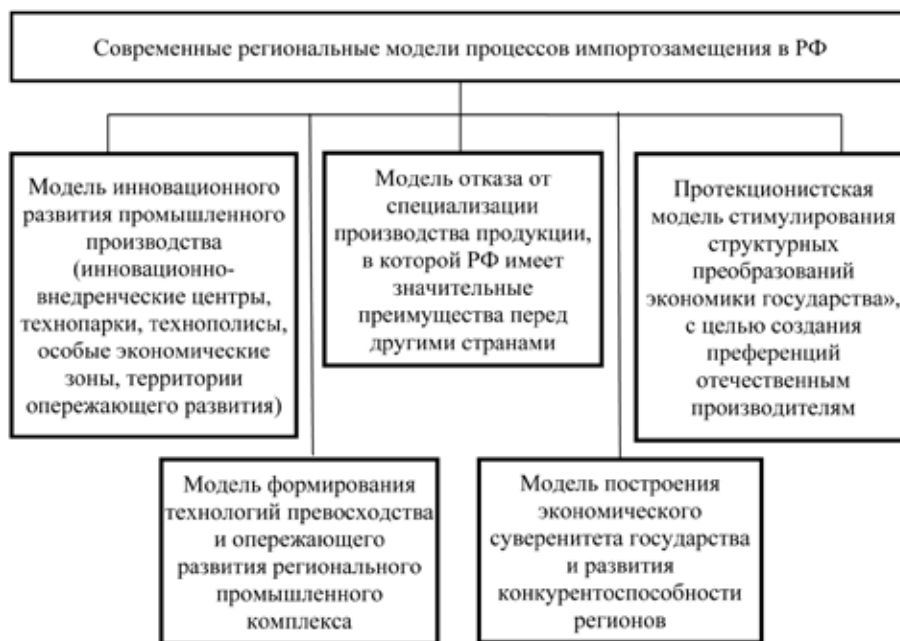 Современные региональные модели процессов импортозамещения в РФ
Модель инновационного
развития промышленного
производства
(инновационно-
внедренческие центры,
технопарки, технополисы,
особые экономические
зоны, территории
опережающего развития)
Модель отказа от
специализации
производства продукции,
в которой РФ имеет
значительные
преимущества перед
другими странами
Протекционистская
модель стимулирования
структурных
преобразований
экономики государства»,
с целью создания
преференций
отечественным
производителям
Модель формирования
технологий превосходства
и опережающего
развития регионального
промышленного
комплекса
Модель построения
экономического
суверенитета государства
и развития
конкурентоспособности
регионов